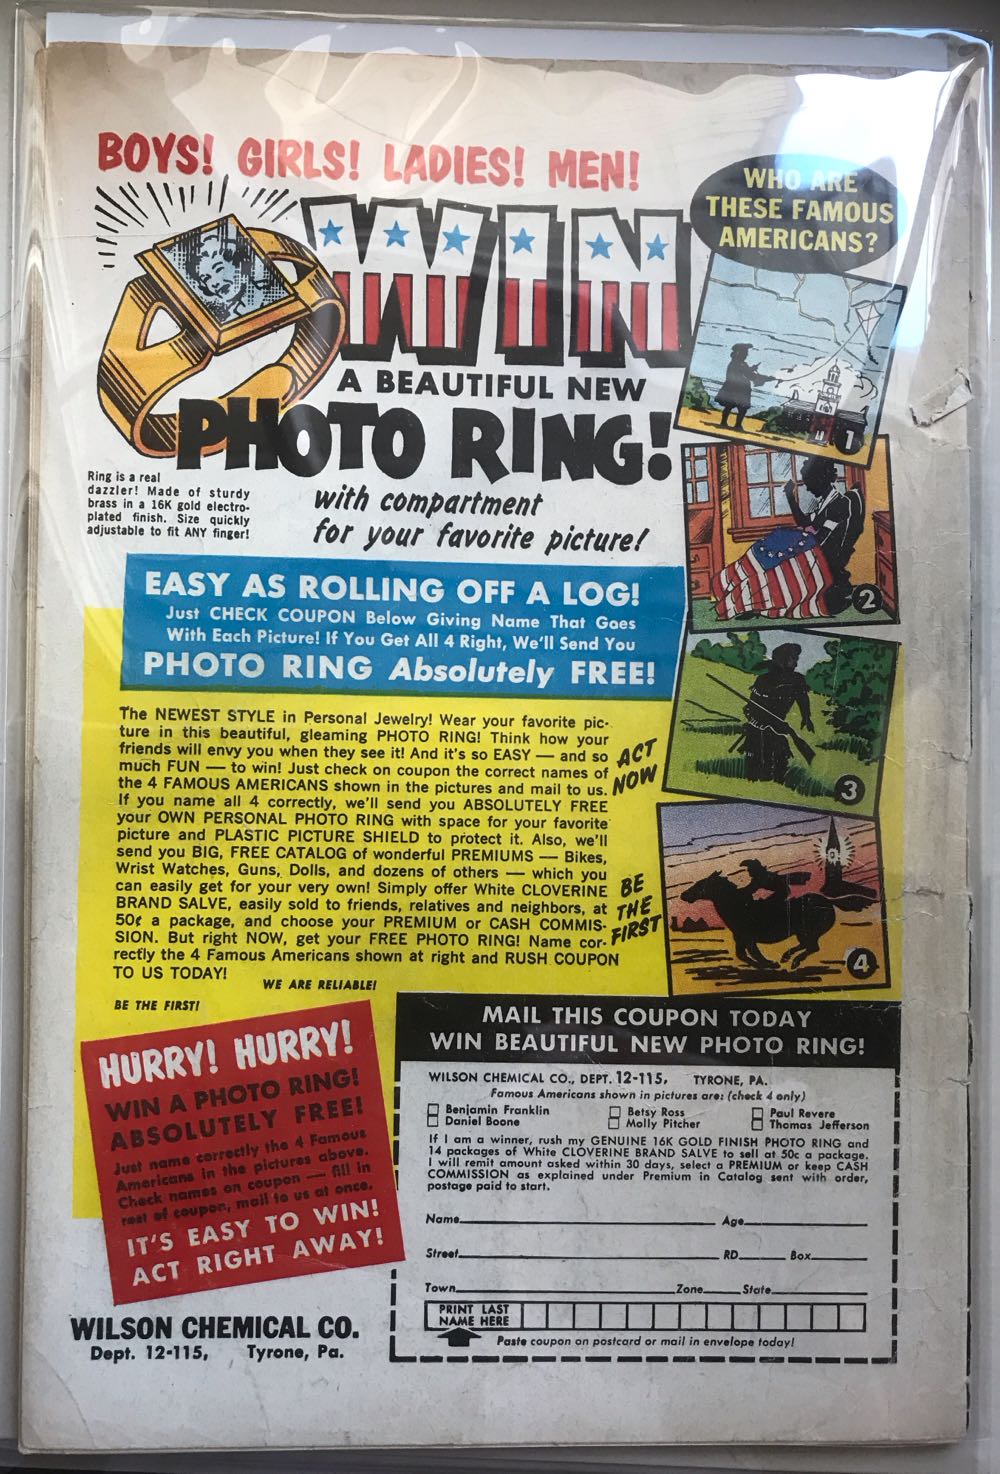 BOYS! GIRLS! LADIES! MEN!
WIN
A BEAUTIFUL NEW
PHOTO RING!
with compartment
for your favorite picture!
Ring is a real
dazzler! Made of sturdy
brass in a 16K gold electro-
plated finish. Size quickly
adjustable to fit ANY finger!
WHO ARE
THESE FAMOUS
AMERICANS?
1
2
3
4
EASY AS ROLLING OFF A LOG!
Just CHECK COUPON Below Giving Name That Goes
With Each Picture! If You Get All 4 Right, We'll Send You
PHOTO RING Absolutely FREE!
The NEWEST STYLE in Personal Jewelry! Wear your favorite pic-
ture in this beautiful, gleaming PHOTO RING! Think how your
friends will envy you when they see it! And it's so EASY — and so
much FUN — to win! Just check on coupon the correct names of
the 4 FAMOUS AMERICANS shown in the pictures and mail to us.
If you name all 4 correctly, we'll send you ABSOLUTELY FREE
your OWN PERSONAL PHOTO RING with space for your favorite
picture and PLASTIC PICTURE SHIELD to protect it. Also, we'll
send you BIG, FREE CATALOG of wonderful PREMIUMS — Bikes,
Wrist Watches, Guns, Dolls, and dozens of others — which you
can easily get for your very own! Simply offer White CLOVERINE
BRAND SALVE, easily sold to friends, relatives and neighbors, at
50¢ a package, and choose your PREMIUM or CASH COMMIS-
SION. But right NOW, get your FREE PHOTO RING! Name cor-
rectly the 4 Famous Americans shown at right and RUSH COUPON
TO US TODAY!
WE ARE RELIABLE!
BE THE FIRST!
ACT
NOW
BE
THE
FIRST
HURRY! HURRY!
WIN A PHOTO RING!
ABSOLUTELY FREE!
Just name correctly the 4 Famous
Americans in the pictures above.
Check names on coupon — fill in
rest of coupon, mail to us at once.
IT'S EASY TO WIN!
ACT RIGHT AWAY!
WILSON CHEMICAL CO.
Dept. 12-115, Tyrone, Pa.
MAIL THIS COUPON TODAY
WIN BEAUTIFUL NEW PHOTO RING!
WILSON CHEMICAL CO., DEPT. 12-115, TYRONE, PA.
Famous Americans shown in pictures are: (check 4 only)
Benjamin Franklin Betsy Ross Paul Revere
Daniel Boone Molly Pitcher Thomas Jefferson
If I am a winner, rush my GENUINE 16K GOLD FINISH PHOTO RING and
14 packages of White CLOVERINE BRAND SALVE to sell at 50c a package.
I will remit amount asked within 30 days, select a PREMIUM or keep CASH
COMMISSION as explained under Premium in Catalog sent with order,
postage paid to start.
Name Age
Street RD Box
Town Zone State
PRINT LAST
NAME HERE
Paste coupon on postcard or mail in envelope today!